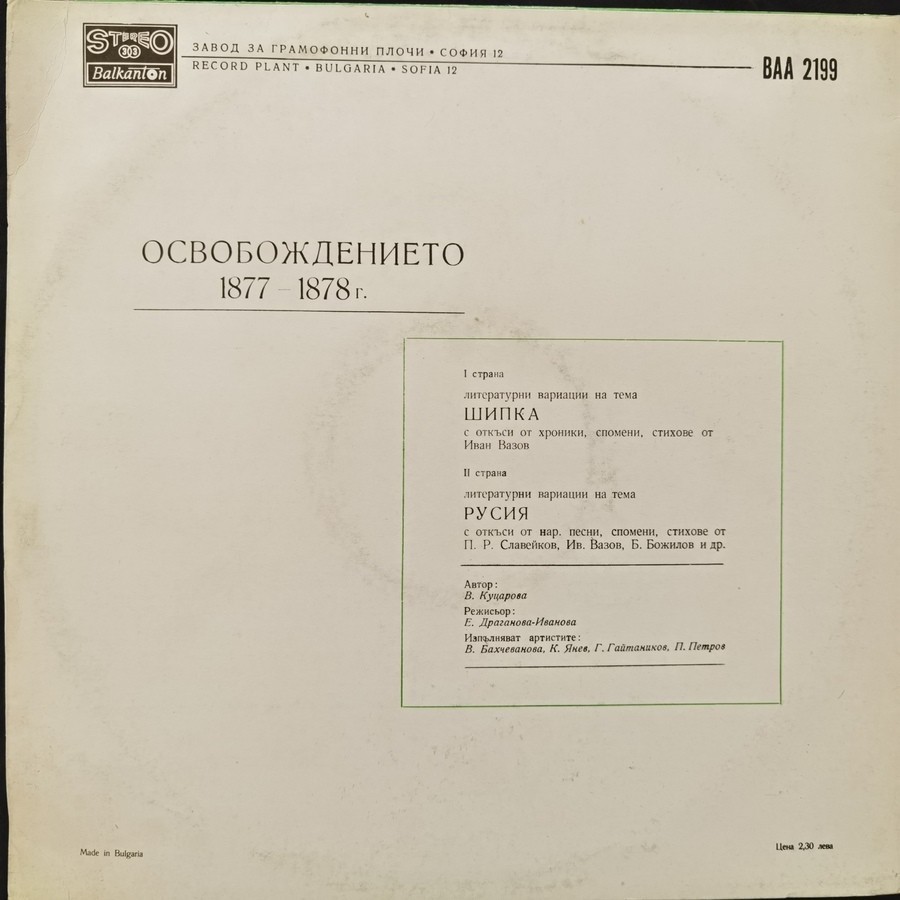 STEREO
33
Balkanton
ЗАВОД ЗА ГРАМОФОННИ ПЛОЧИ • СОФИЯ 12
RECORD PLANT • BULGARIA • SOFIA 12
ВАА 2199
ОСВОБОЖДЕНИЕТО
1877 – 1878 г.
I страна
литературни вариации на тема
ШИПКА
с откъси от хроники, спомени, стихове от
Иван Вазов
II страна
литературни вариации на тема
РУСИЯ
с откъси от нар. песни, спомени, стихове от
П. Р. Славейков, Ив. Вазов, Б. Божилов и др.
Автор:
В. Куцарова
Режисьор:
Е. Драганова-Иванова
Изпълняват артистите:
В. Бахчеванова, К. Янев, Г. Гайтаников, П. Петров
Made in Bulgaria
Цена 2,30 лева